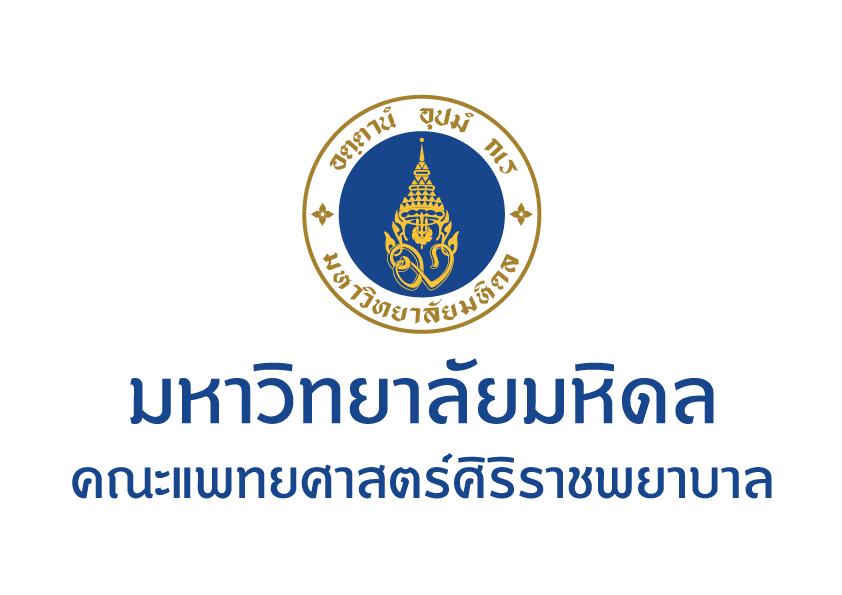 อตฺตานํ อุปมํ กเร
มหาวิทยาลัยมหิดล
มหาวิทยาลัยมหิดล
คณะแพทยศาสตร์ศิริราชพยาบาล